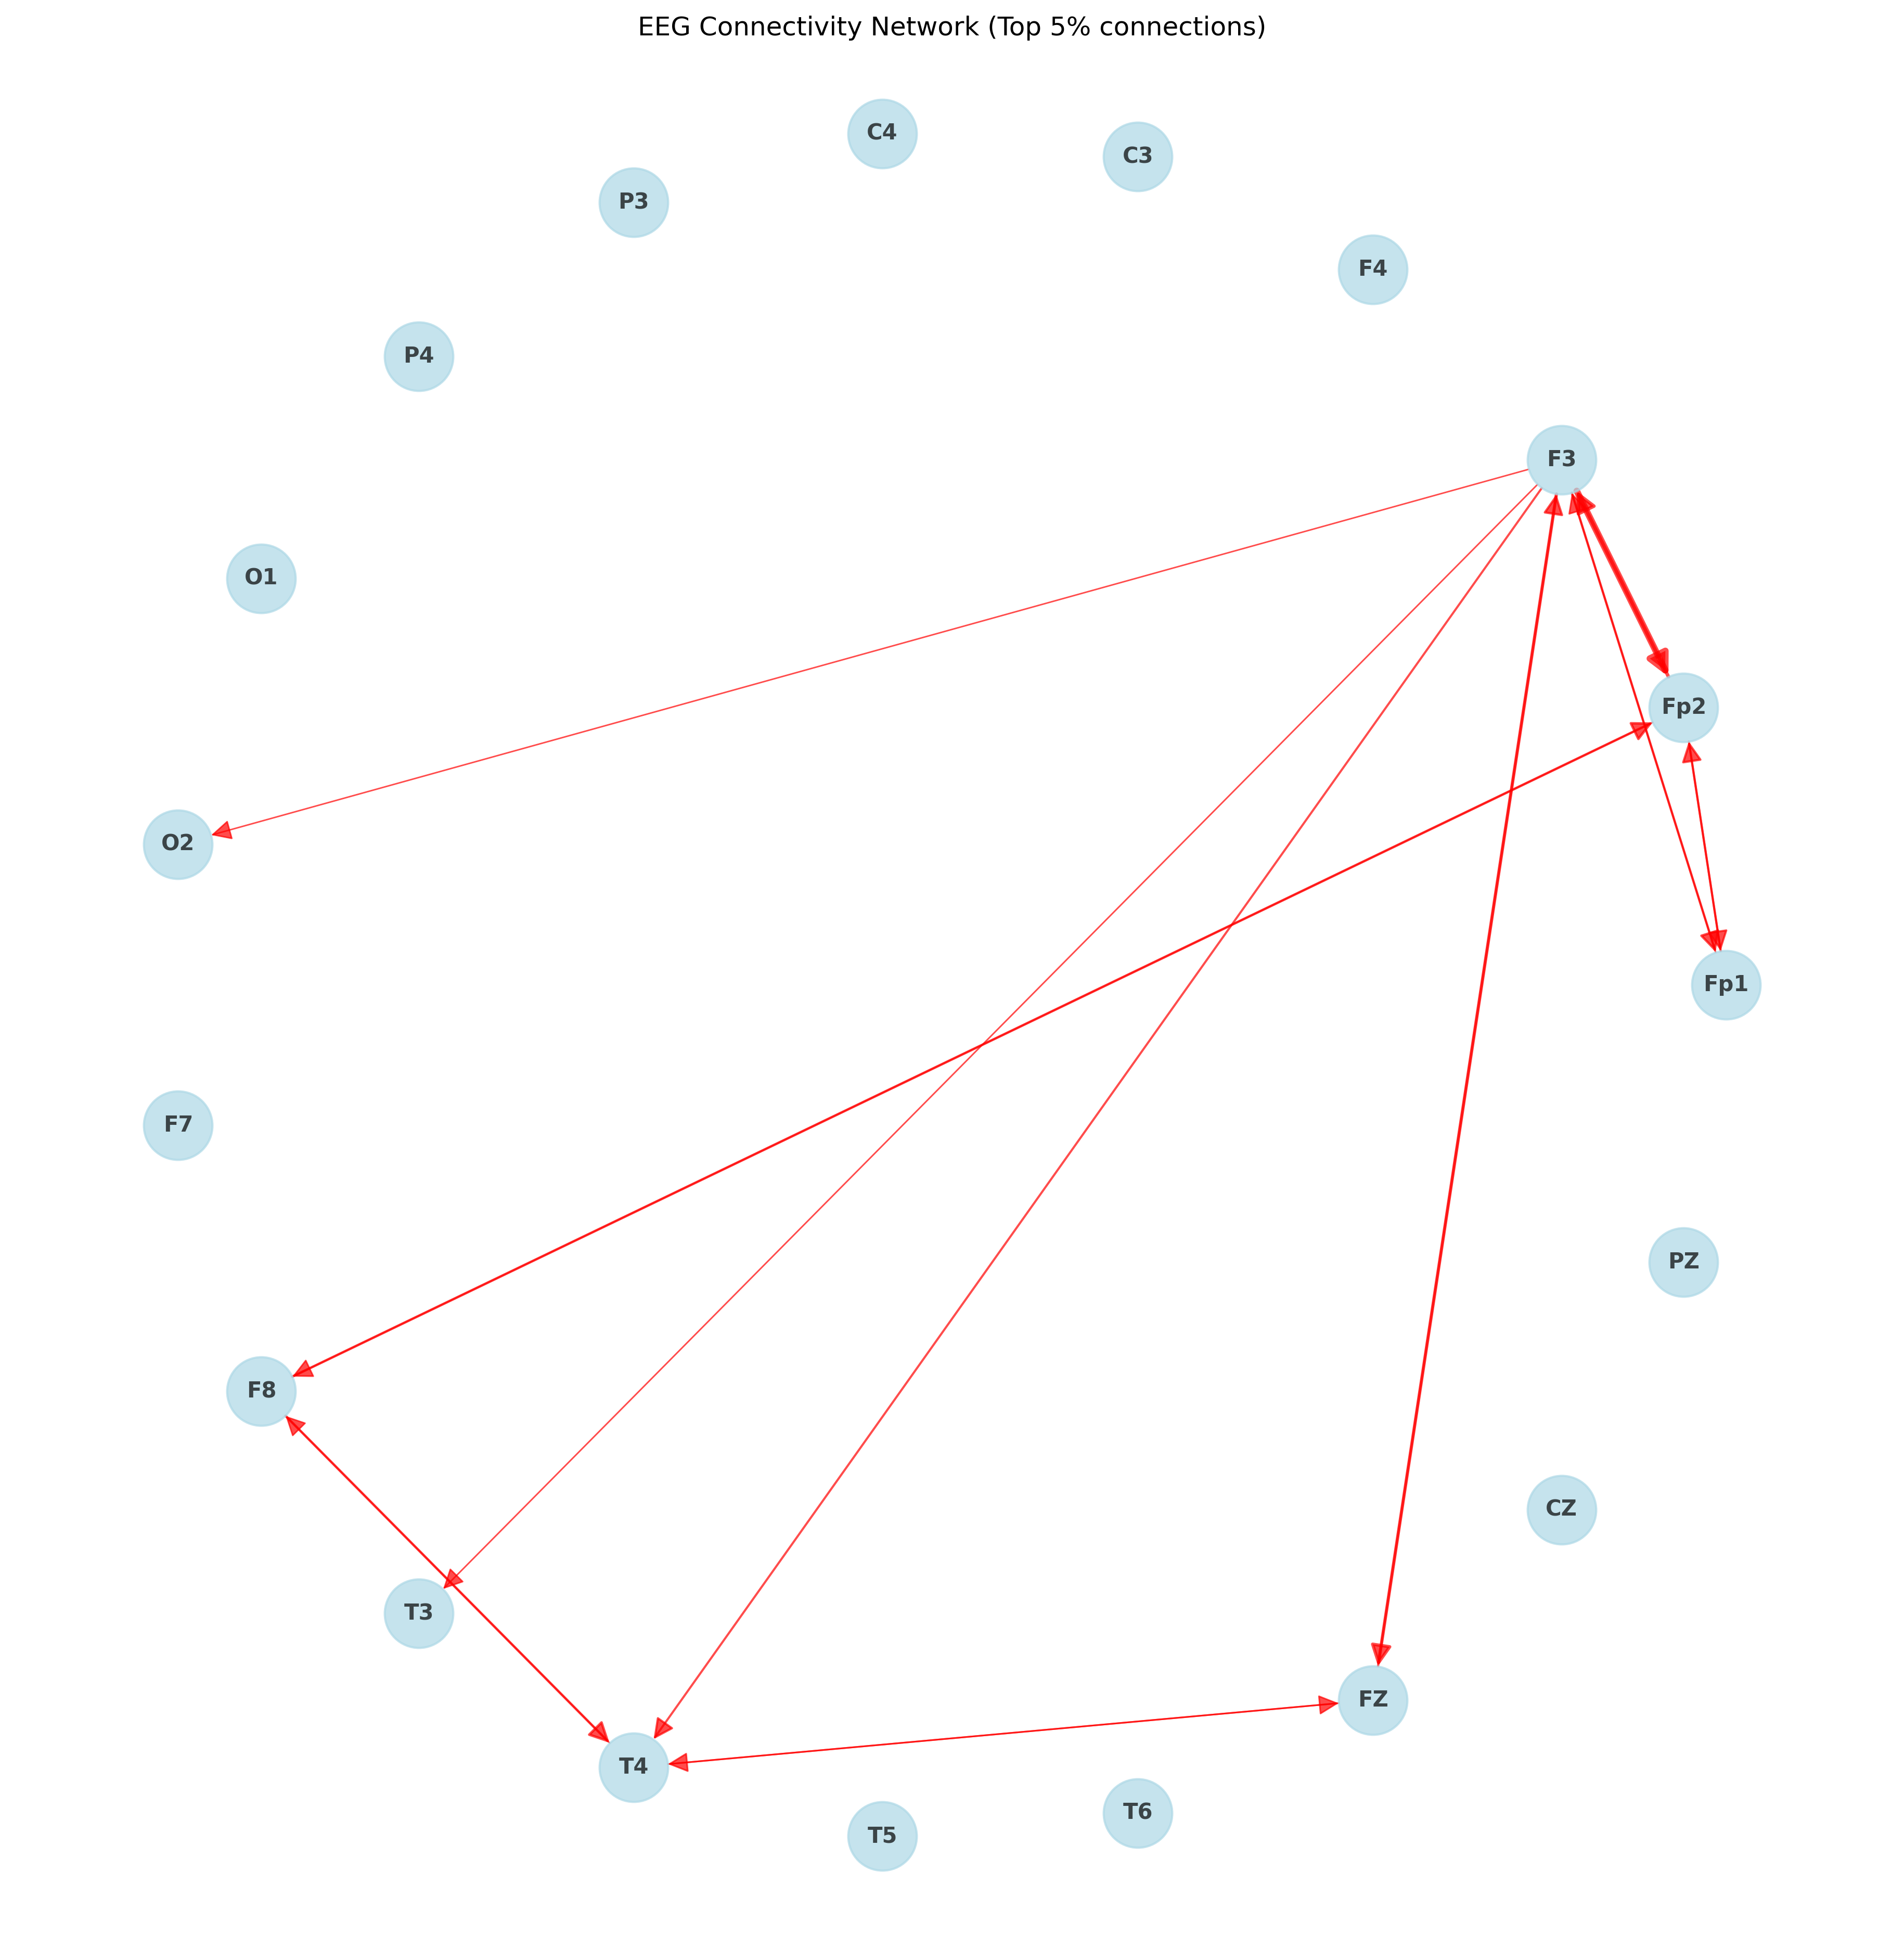 EEG Connectivity Network (Top 5% connections)
C4
C3
P3
F4
P4
F3
O1
Fp2
O2
Fp1
F7
PZ
F8
CZ
T3
FZ
T4
T6
T5